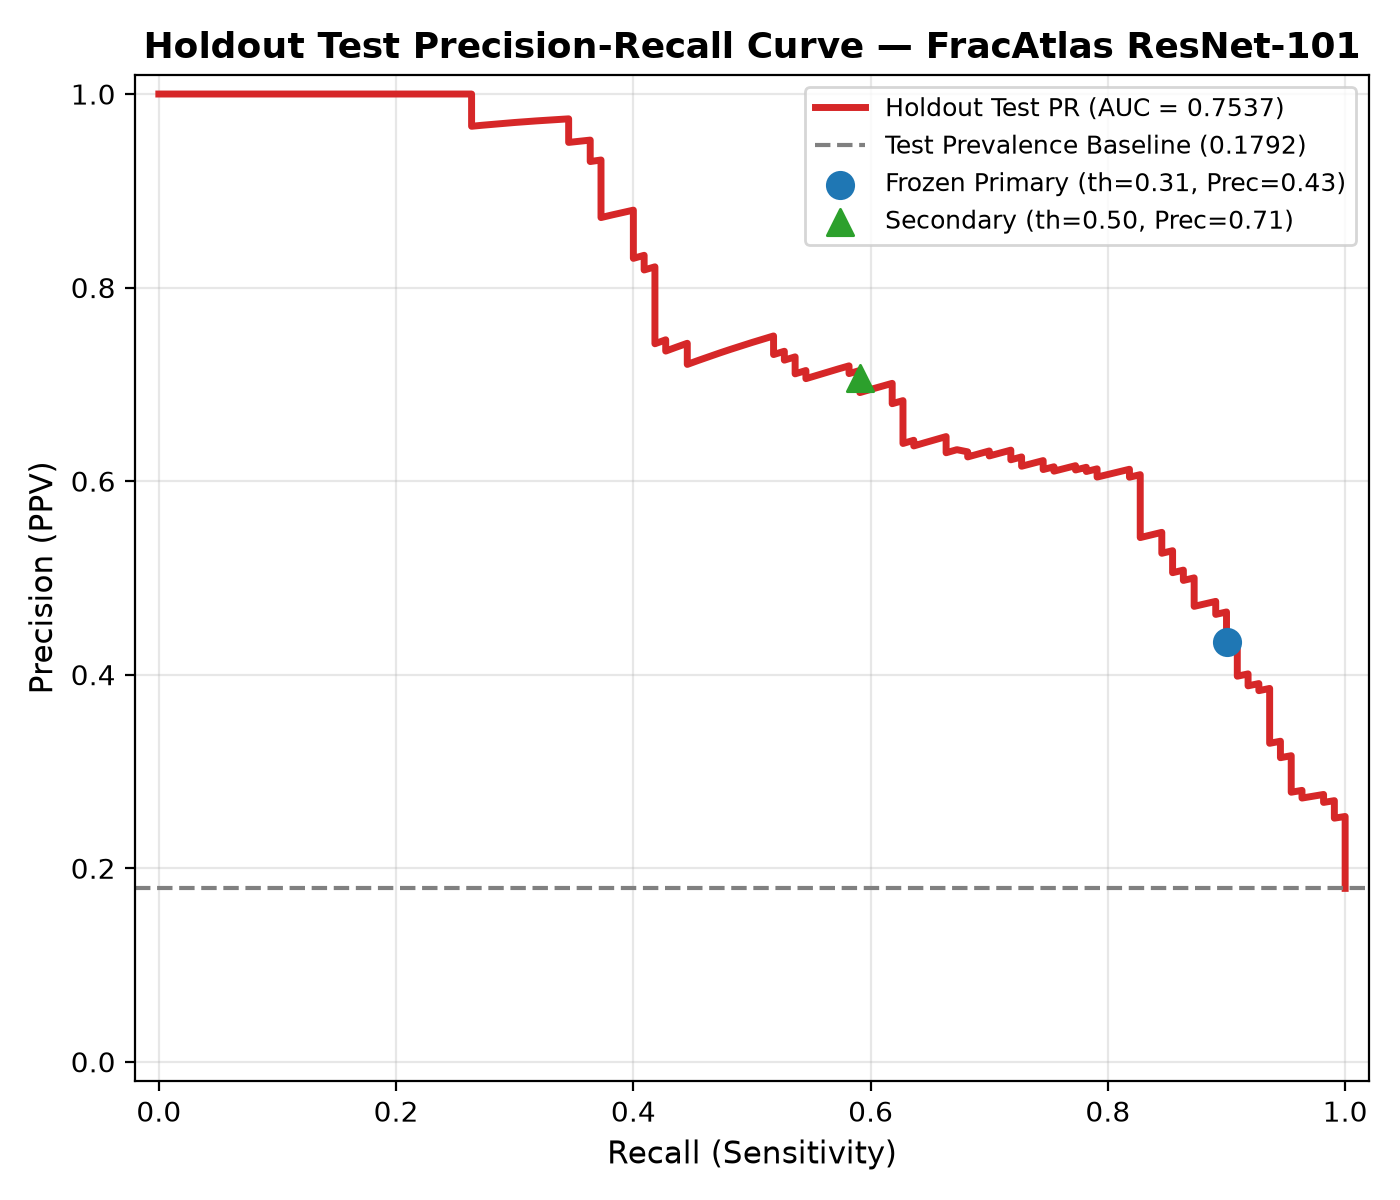 Holdout Test Precision-Recall Curve — FracAtlas ResNet-101
Holdout Test PR (AUC = 0.7537)
Test Prevalence Baseline (0.1792)
Frozen Primary (th=0.31, Prec=0.43)
Secondary (th=0.50, Prec=0.71)
Precision (PPV)
1.0
0.8
0.6
0.4
0.2
0.0
0.0 0.2 0.4 0.6 0.8 1.0
Recall (Sensitivity)